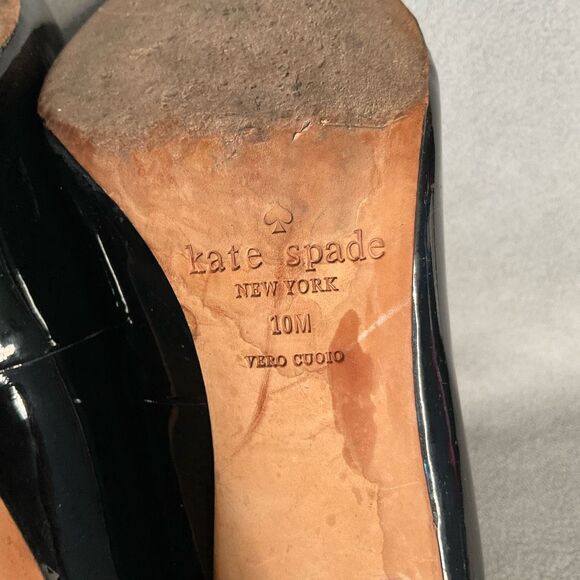 kate spade
NEW YORK
10M
VERO CUOIO